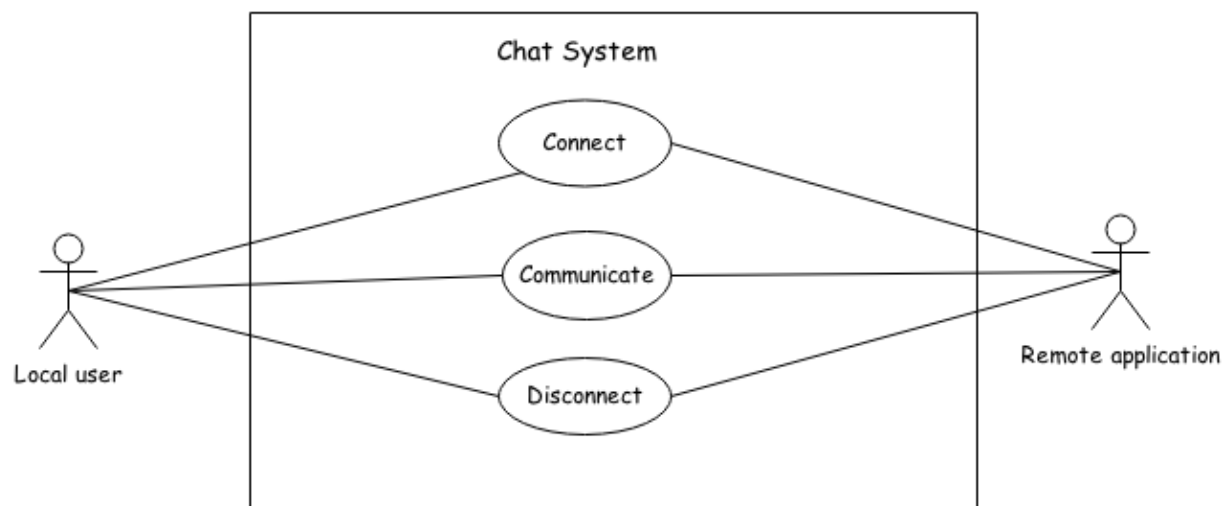 Chat System
Connect
Communicate
Disconnect
Local user
Remote application